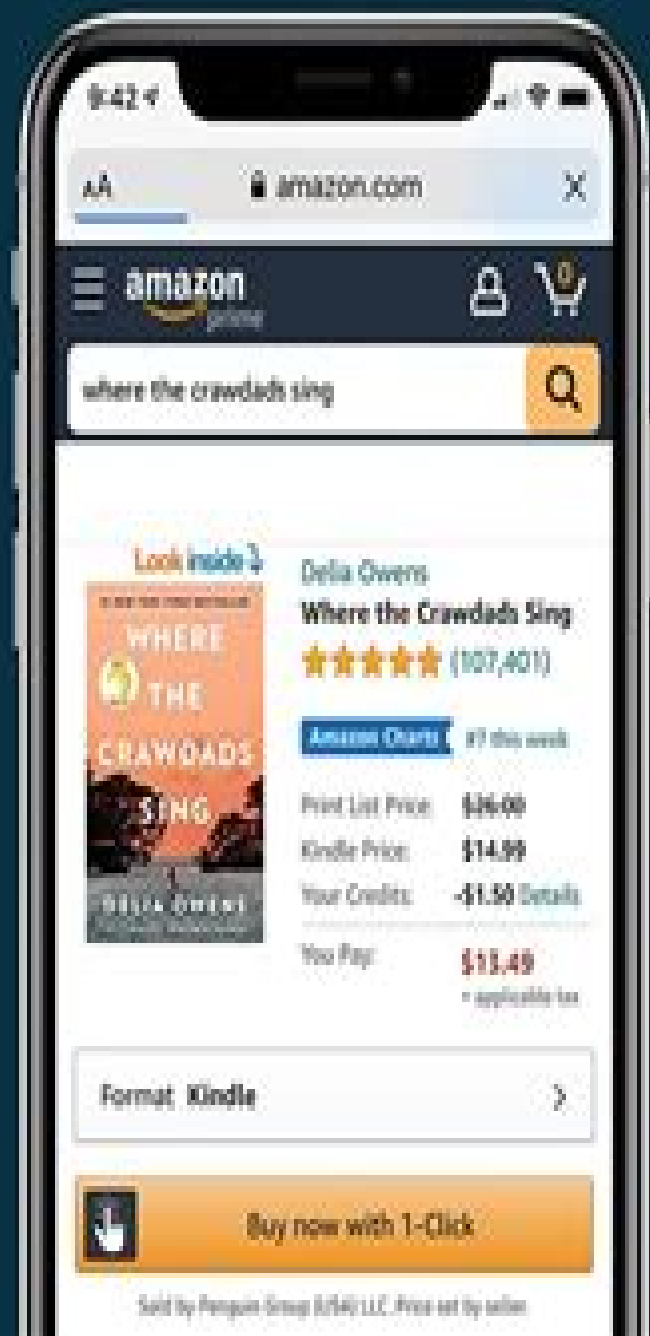 9:42
AA amazon.com X
amazon
prime
0
where the crawdads sing
Look inside
WHERE
THE
CRAWDADS
SING
DELIA OWENS
Delia Owens
Where the Crawdads Sing
(107,401)
Amazon Charts #7 this week
Print List Price: $26.00
Kindle Price: $14.99
Your Credits: -$1.50 Details
You Pay: $13.49
+ applicable tax
Format Kindle
Buy now with 1-Click
Sold by Penguin Group (USA) LLC. Price set by seller.